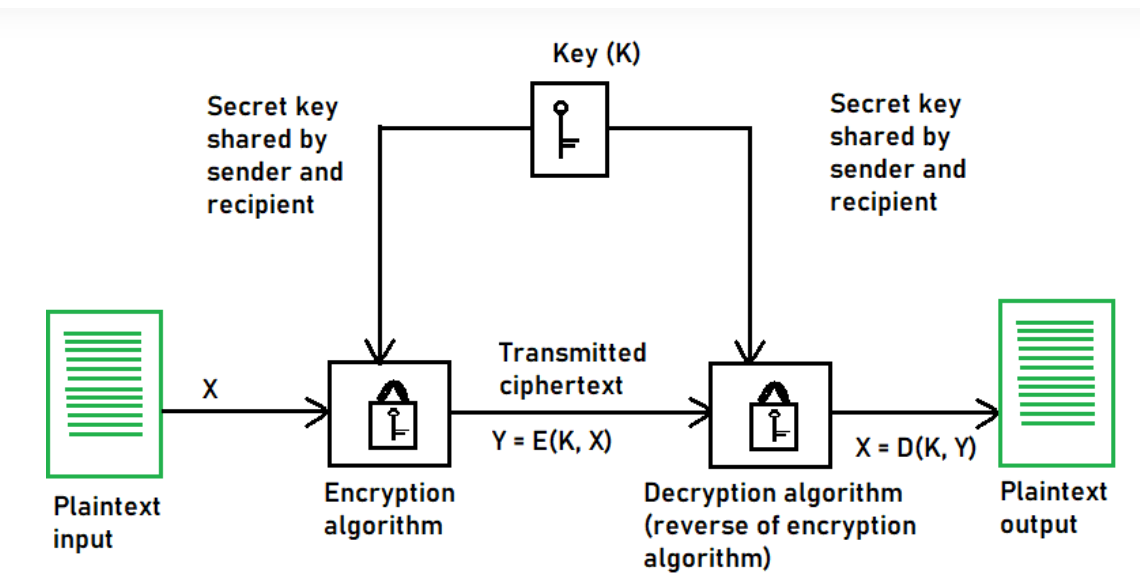 Key (K)
Secret key
shared by
sender and
recipient
Secret key
shared by
sender and
recipient
X
Transmitted
ciphertext
Y = E(K, X)
X = D(K, Y)
Plaintext
input
Encryption
algorithm
Decryption algorithm
(reverse of encryption
algorithm)
Plaintext
output